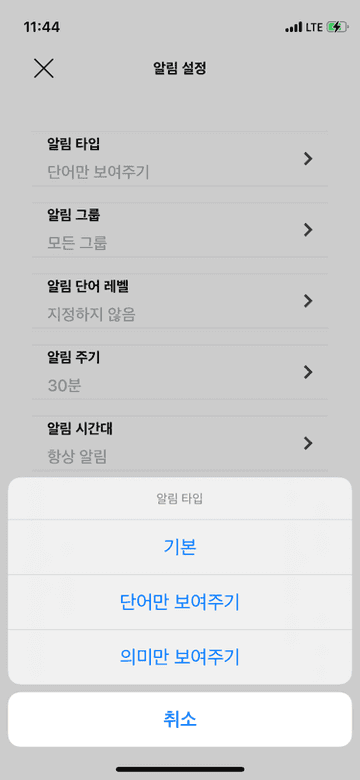 11:44
LTE
알림 설정
알림 타입
단어만 보여주기
알림 그룹
모든 그룹
알림 단어 레벨
지정하지 않음
알림 주기
30분
알림 시간대
항상 알림
알림 타입
기본
단어만 보여주기
의미만 보여주기
취소